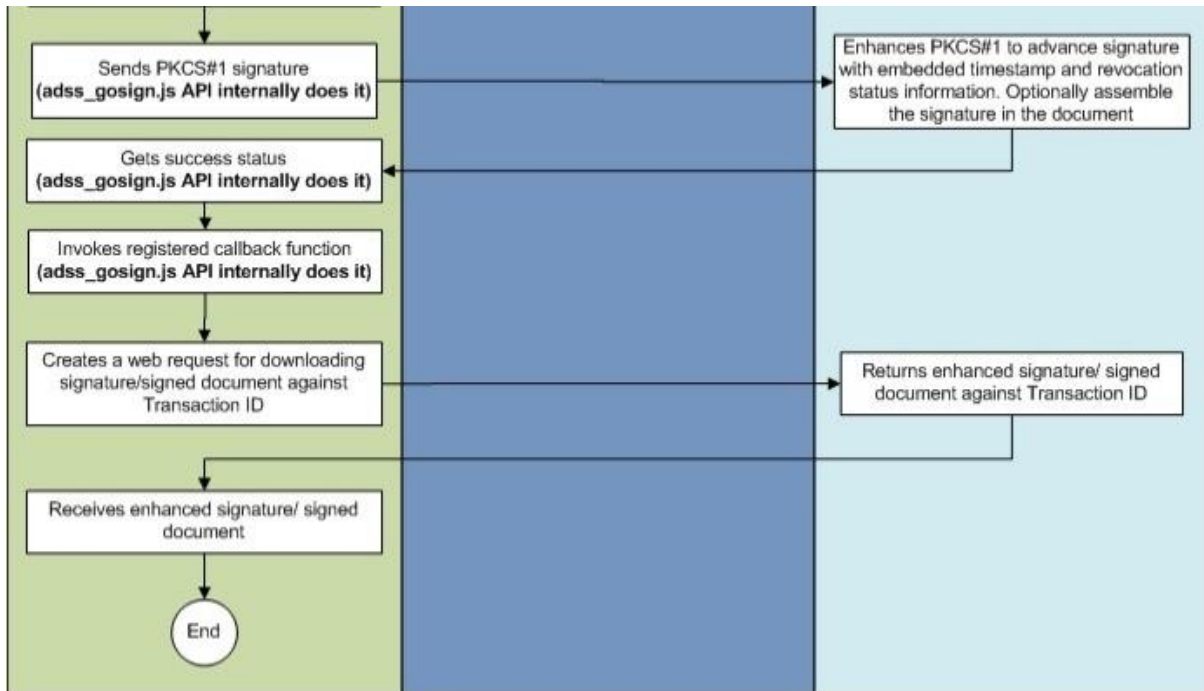 Sends PKCS#1 signature
(adss_gosign.js API internally does it)
Enhances PKCS#1 to advance signature
with embedded timestamp and revocation
status information. Optionally assemble
the signature in the document
Gets success status
(adss_gosign.js API internally does it)
Invokes registered callback function
(adss_gosign.js API internally does it)
Creates a web request for downloading
signature/signed document against
Transaction ID
Returns enhanced signature/ signed
document against Transaction ID
Receives enhanced signature/ signed
document
End